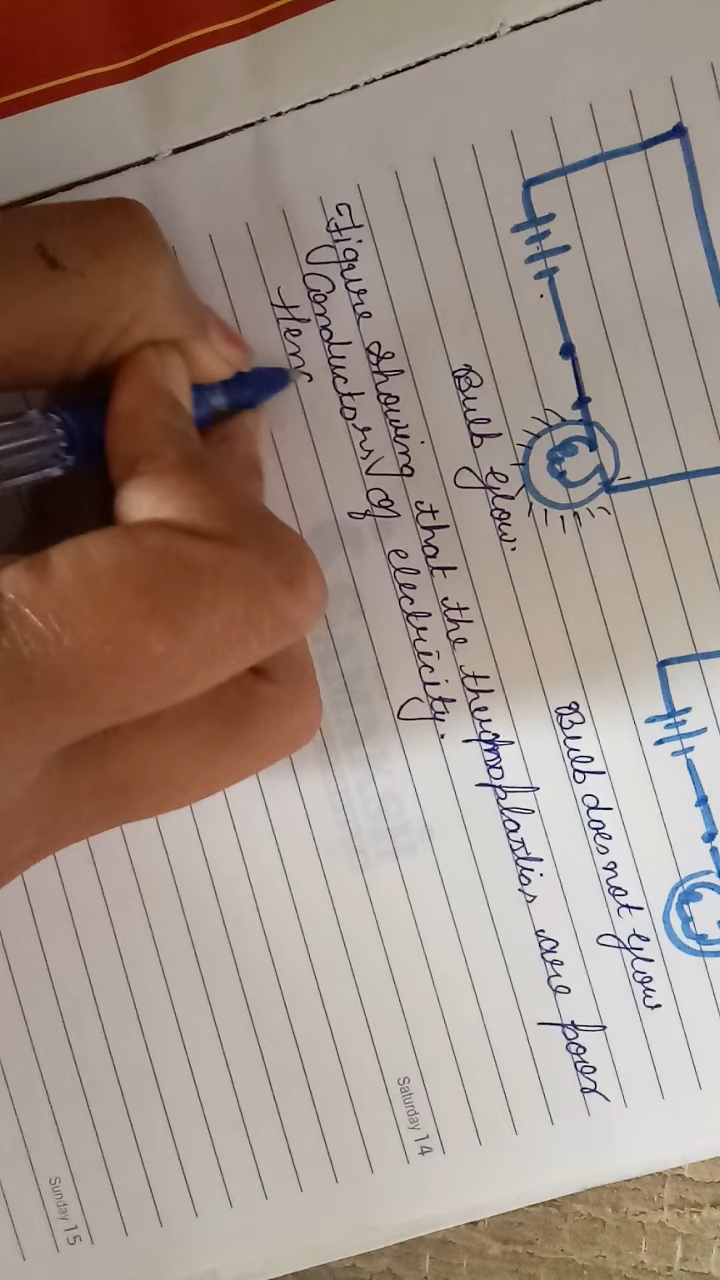 Bulb does not glow
Bulb glow.
Figure showing that the thermoplastics are poor
Conductors of electricity.
Henc
Saturday 14
Sunday 15